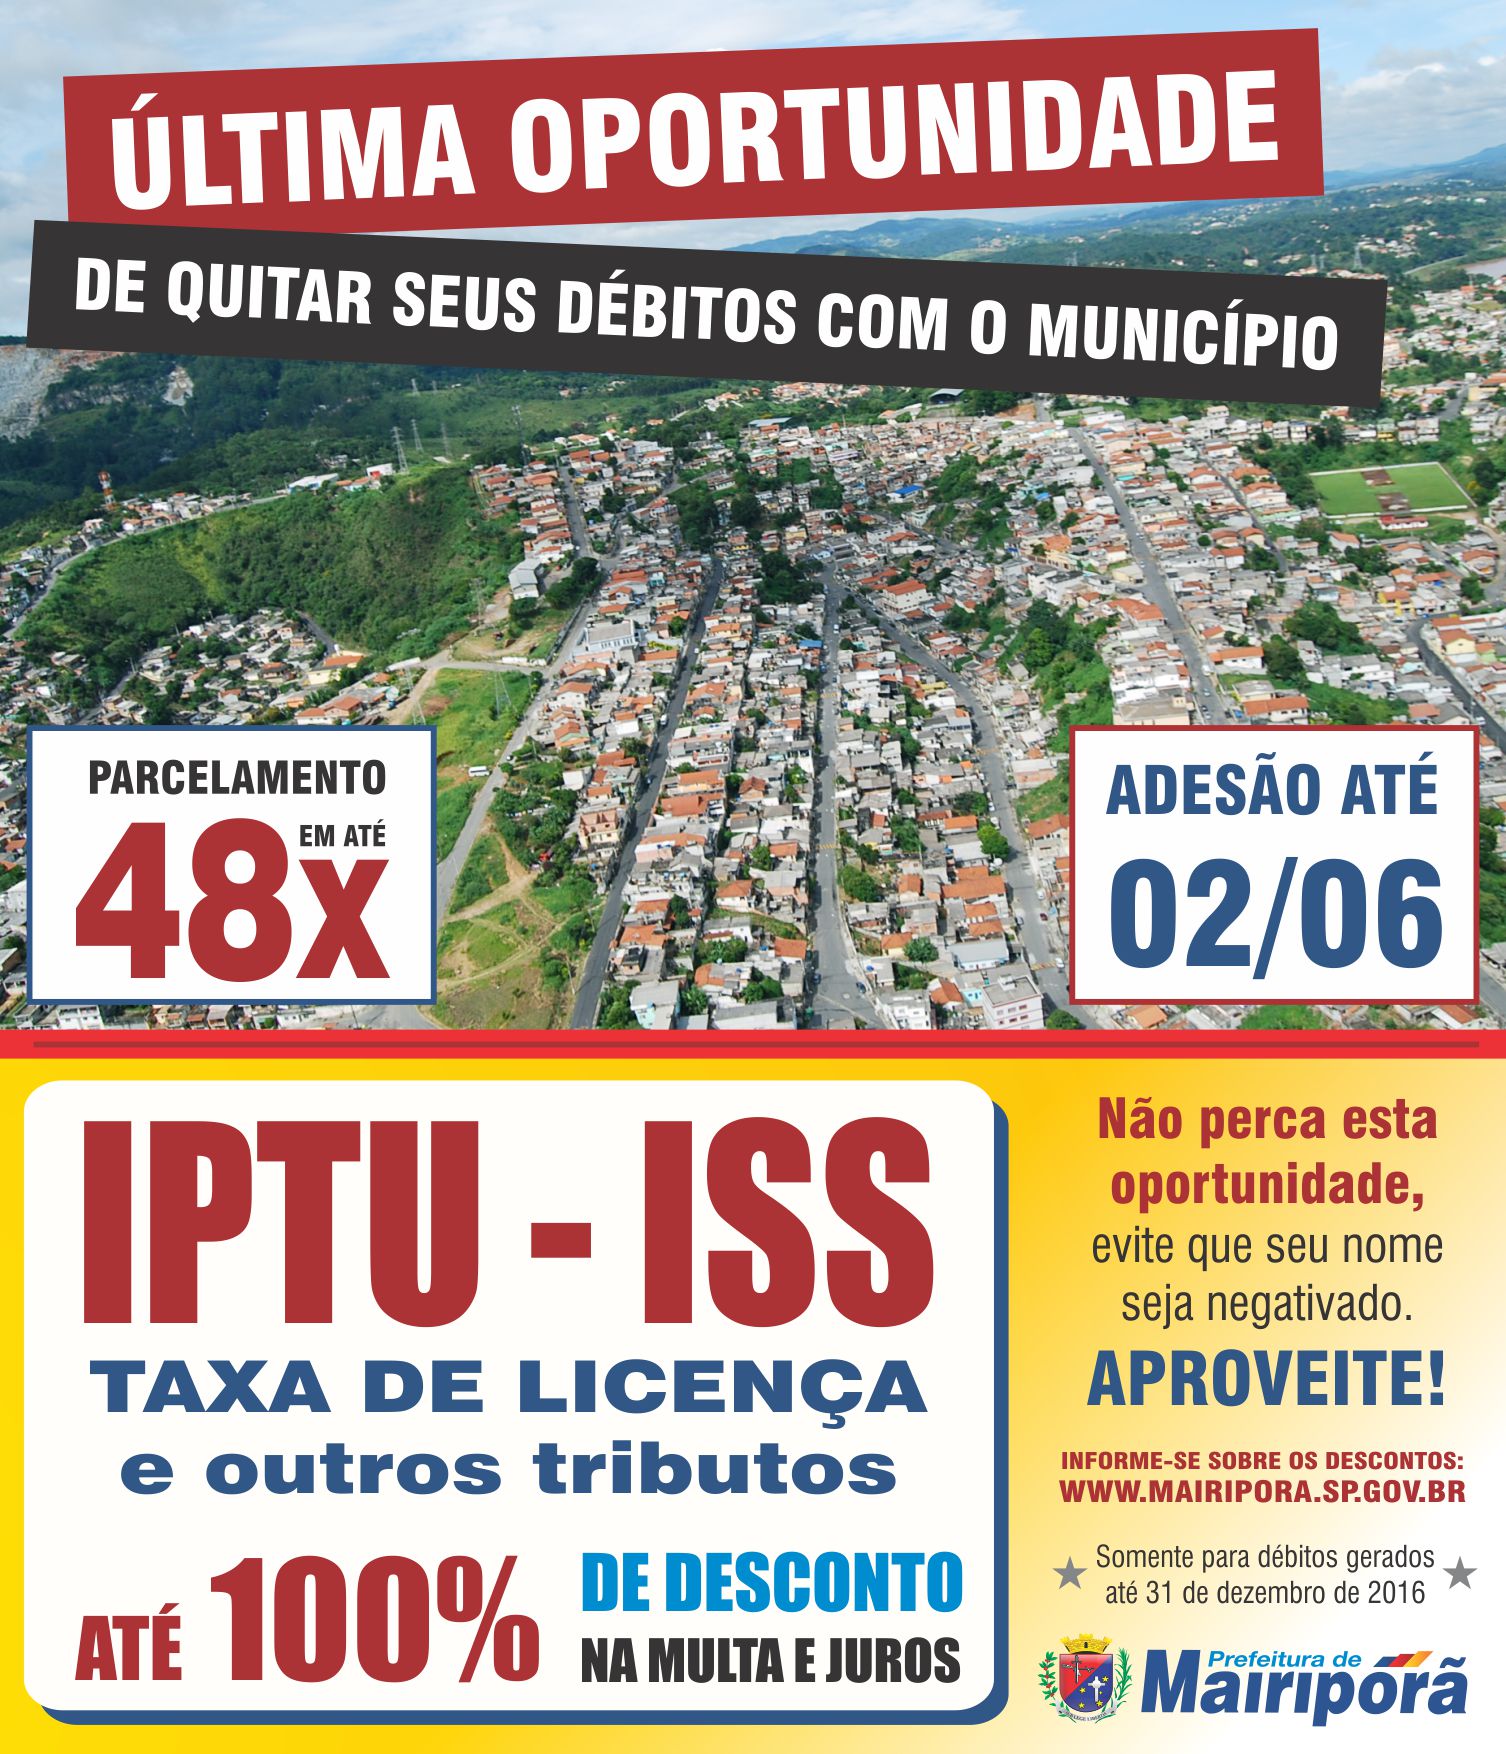 ÚLTIMA OPORTUNIDADE
DE QUITAR SEUS DÉBITOS COM O MUNICÍPIO
PARCELAMENTO
EM ATÉ
48x
ADESÃO ATÉ
02/06
IPTU - ISS
TAXA DE LICENÇA
e outros tributos
ATÉ 100%
DE DESCONTO
NA MULTA E JUROS
Não perca esta
oportunidade,
evite que seu nome
seja negativado.
APROVEITE!
INFORME-SE SOBRE OS DESCONTOS:
WWW.MAIRIPORA.SP.GOV.BR
Somente para débitos gerados
até 31 de dezembro de 2016
Prefeitura de
Mairiporã